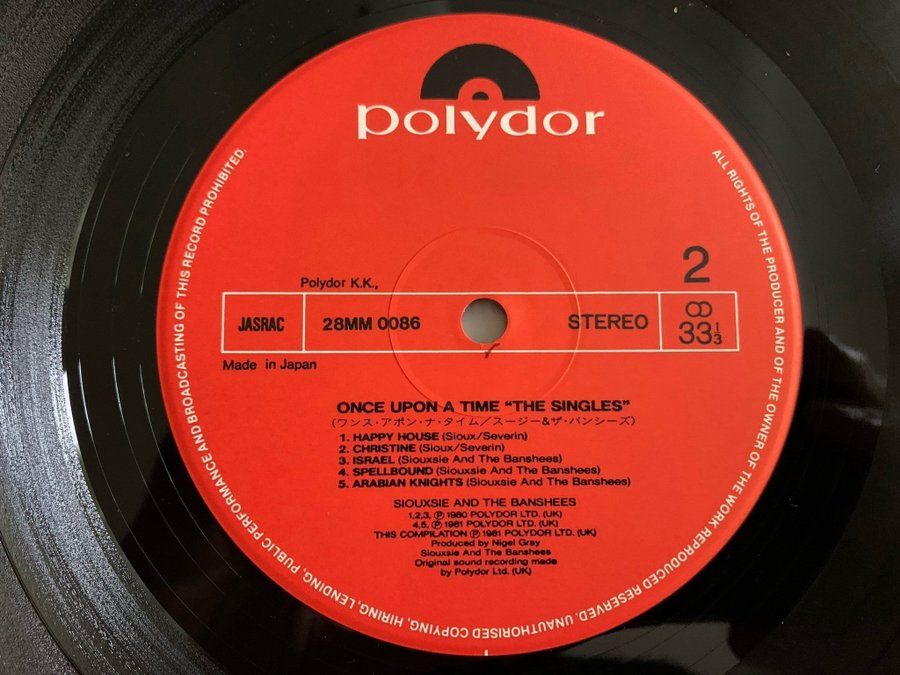 polydor
ALL RIGHTS OF THE PRODUCER AND OF THE OWNER OF THE WORK REPRODUCED RESERVED. UNAUTHORISED COPYING, HIRING, LENDING, PUBLIC PERFORMANCE AND BROADCASTING OF THIS RECORD PROHIBITED.
2
Polydor K.K.,
JASRAC
28MM 0086
STEREO
33 1/3
Made in Japan
ONCE UPON A TIME “THE SINGLES”
(ワンス・アポン・ナ・タイム／スージー&ザ・バンシーズ)
1. HAPPY HOUSE (Sioux/Severin)
2. CHRISTINE (Sioux/Severin)
3. ISRAEL (Siouxsie And The Banshees)
4. SPELLBOUND (Siouxsie And The Banshees)
5. ARABIAN KNIGHTS (Siouxsie And The Banshees)
SIOUXSIE AND THE BANSHEES
1,2,3, ℗ 1980 POLYDOR LTD. (UK)
4,5, ℗ 1981 POLYDOR LTD. (UK)
THIS COMPILATION ℗ 1981 POLYDOR LTD. (UK)
Produced by Nigel Gray
Siouxsie And The Banshees
Original sound recording made
by Polydor Ltd. (UK)